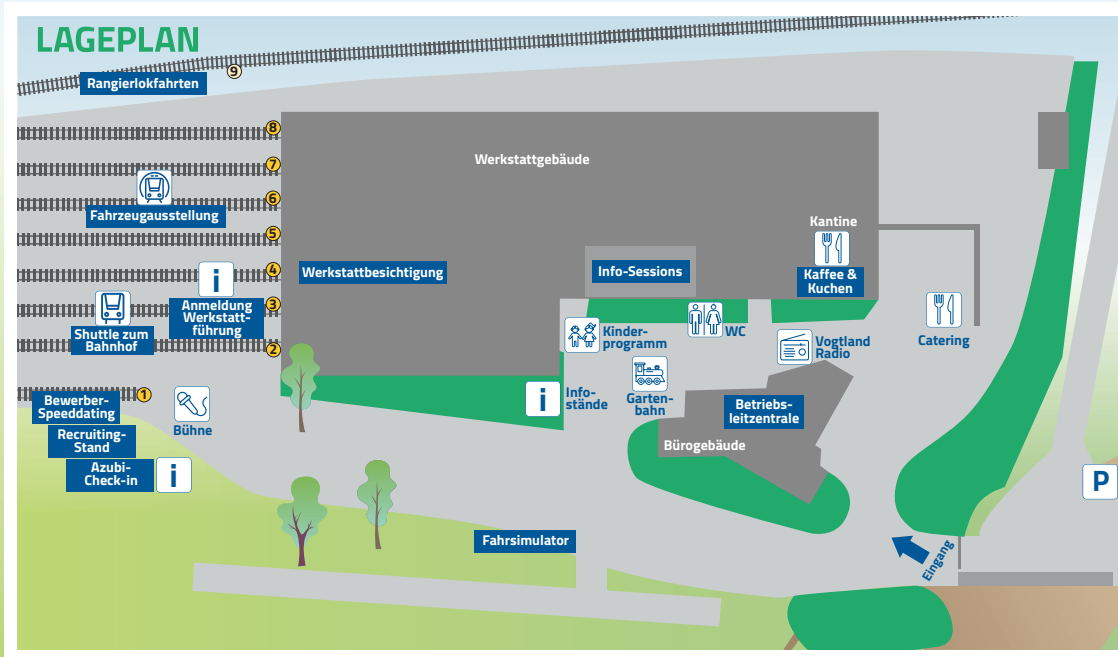 LAGEPLAN
9
Rangierlokfahrten
8
Werkstattgebäude
7
6
Fahrzeugausstellung
5
Kantine
4
i
Werkstattbesichtigung
Info-Sessions
Kaffee &
Kuchen
3
Anmeldung
Werkstatt-
führung
Shuttle zum
Bahnhof
2
Kinder-
programm
WC
Vogtland
Radio
Catering
1
Bewerber-
Speeddating
Bühne
i
Info-
stände
Garten-
bahn
Betriebs-
leitzentrale
Recruiting-
Stand
Bürogebäude
Azubi-
Check-in
i
P
Fahrsimulator
Eingang